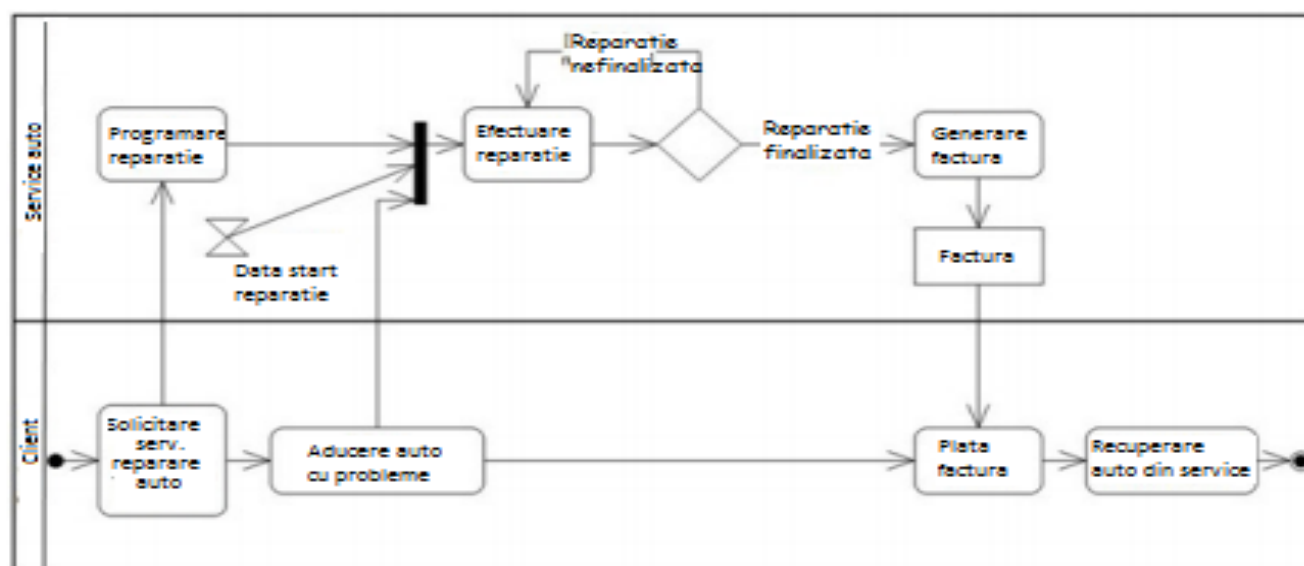 Service auto
Reparatie
nefinalizata
Programare
reparatie
Efectuare
reparatie
Reparatie
finalizata
Generare
factura
Data start
reparatie
Factura
Client
Solicitare
serv.
reparare
auto
Aducere auto
cu probleme
Plata
factura
Recuperare
auto din service